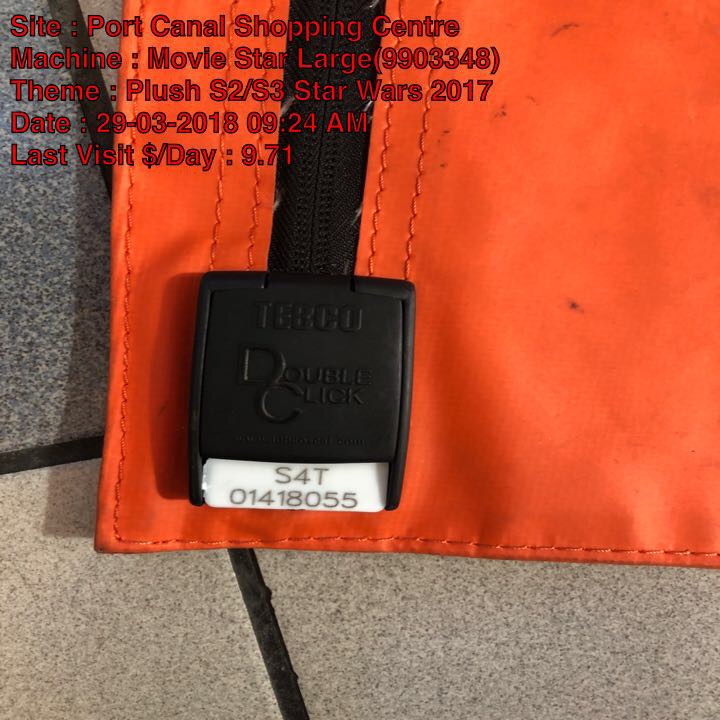 Site : Port Canal Shopping Centre
Machine : Movie Star Large(9903348)
Theme : Plush S2/S3 Star Wars 2017
Date : 29-03-2018 09:24 AM
Last Visit $/Day : 9.71
TEBCO
DOUBLE
CLICK
S4T
01418055